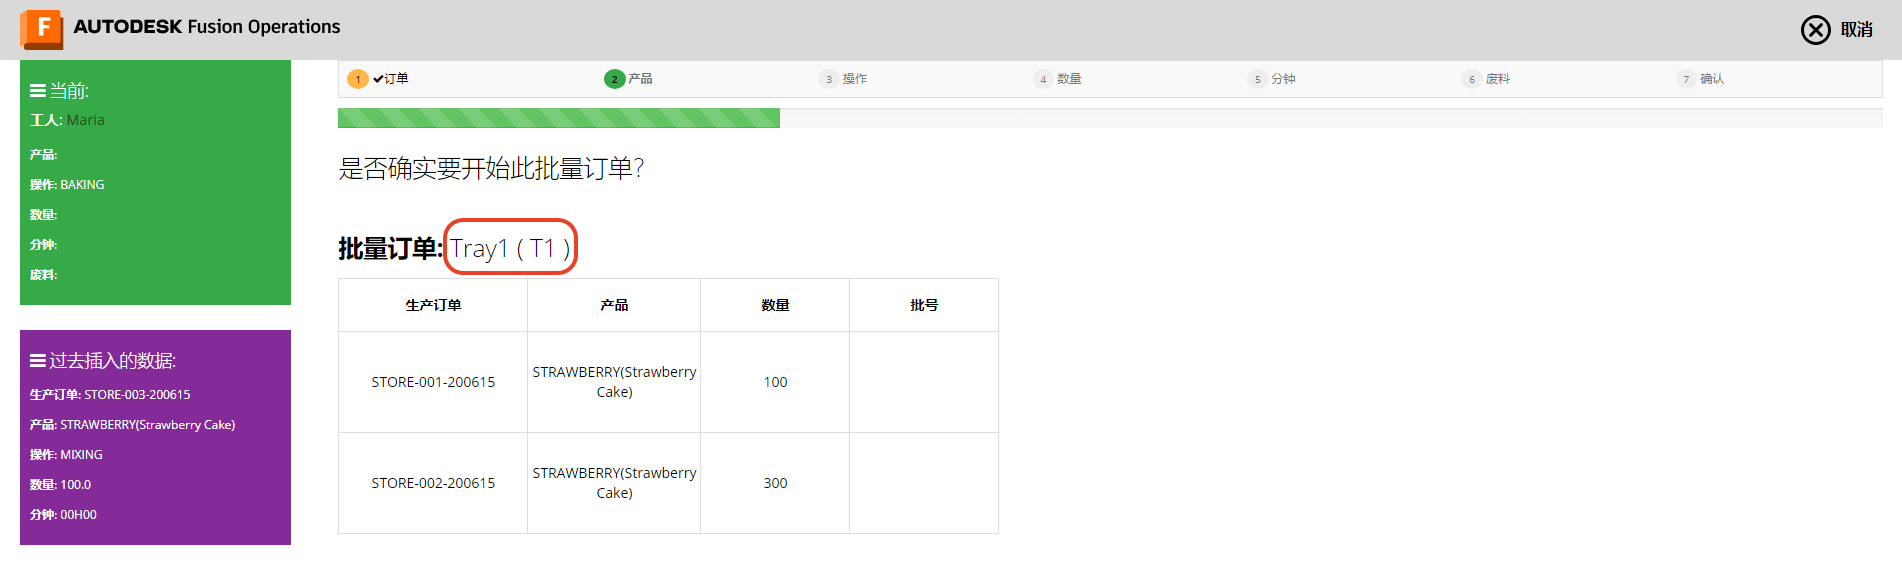 F AUTODESK Fusion Operations
取消
1 订单 2 产品 3 操作 4 数量 5 分钟 6 废料 7 确认
当前:
工人: Maria
产品:
操作: BAKING
数量:
分钟:
废料:
过去插入的数据:
生产订单: STORE-003-200615
产品: STRAWBERRY(Strawberry Cake)
操作: MIXING
数量: 100.0
分钟: 00H00
是否确实要开始此批量订单?
批量订单: Tray1 ( T1 )
生产订单 产品 数量 批号
STORE-001-200615 STRAWBERRY(Strawberry Cake) 100
STORE-002-200615 STRAWBERRY(Strawberry Cake) 300